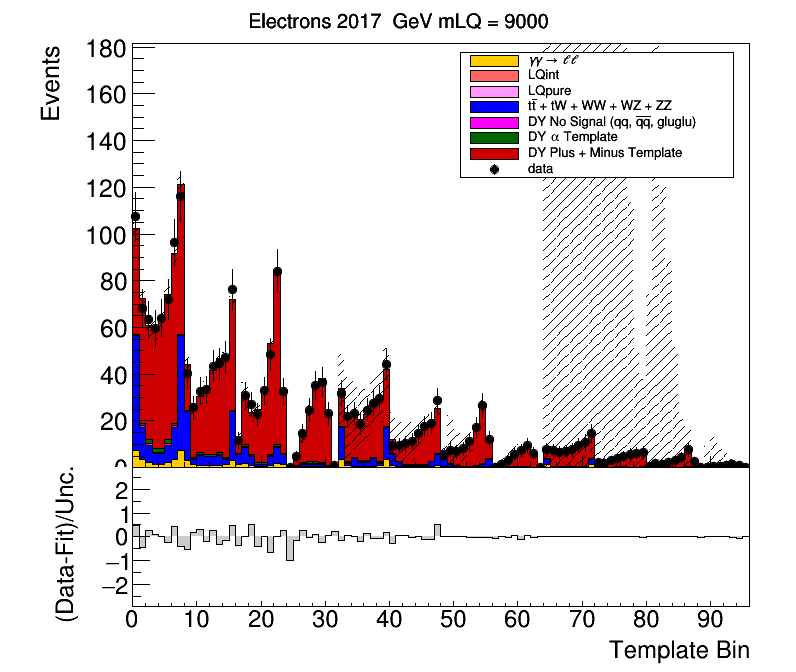 Electrons 2017 GeV mLQ = 9000
Events
180
160
140
120
100
80
60
40
20
0
γγ → ℓℓ
LQint
LQpure
tt̄ + tW + WW + WZ + ZZ
DY No Signal (qq, q̅q̅, gluglu)
DY α Template
DY Plus + Minus Template
data
(Data-Fit)/Unc.
2
1
0
−1
−2
0 10 20 30 40 50 60 70 80 90
Template Bin